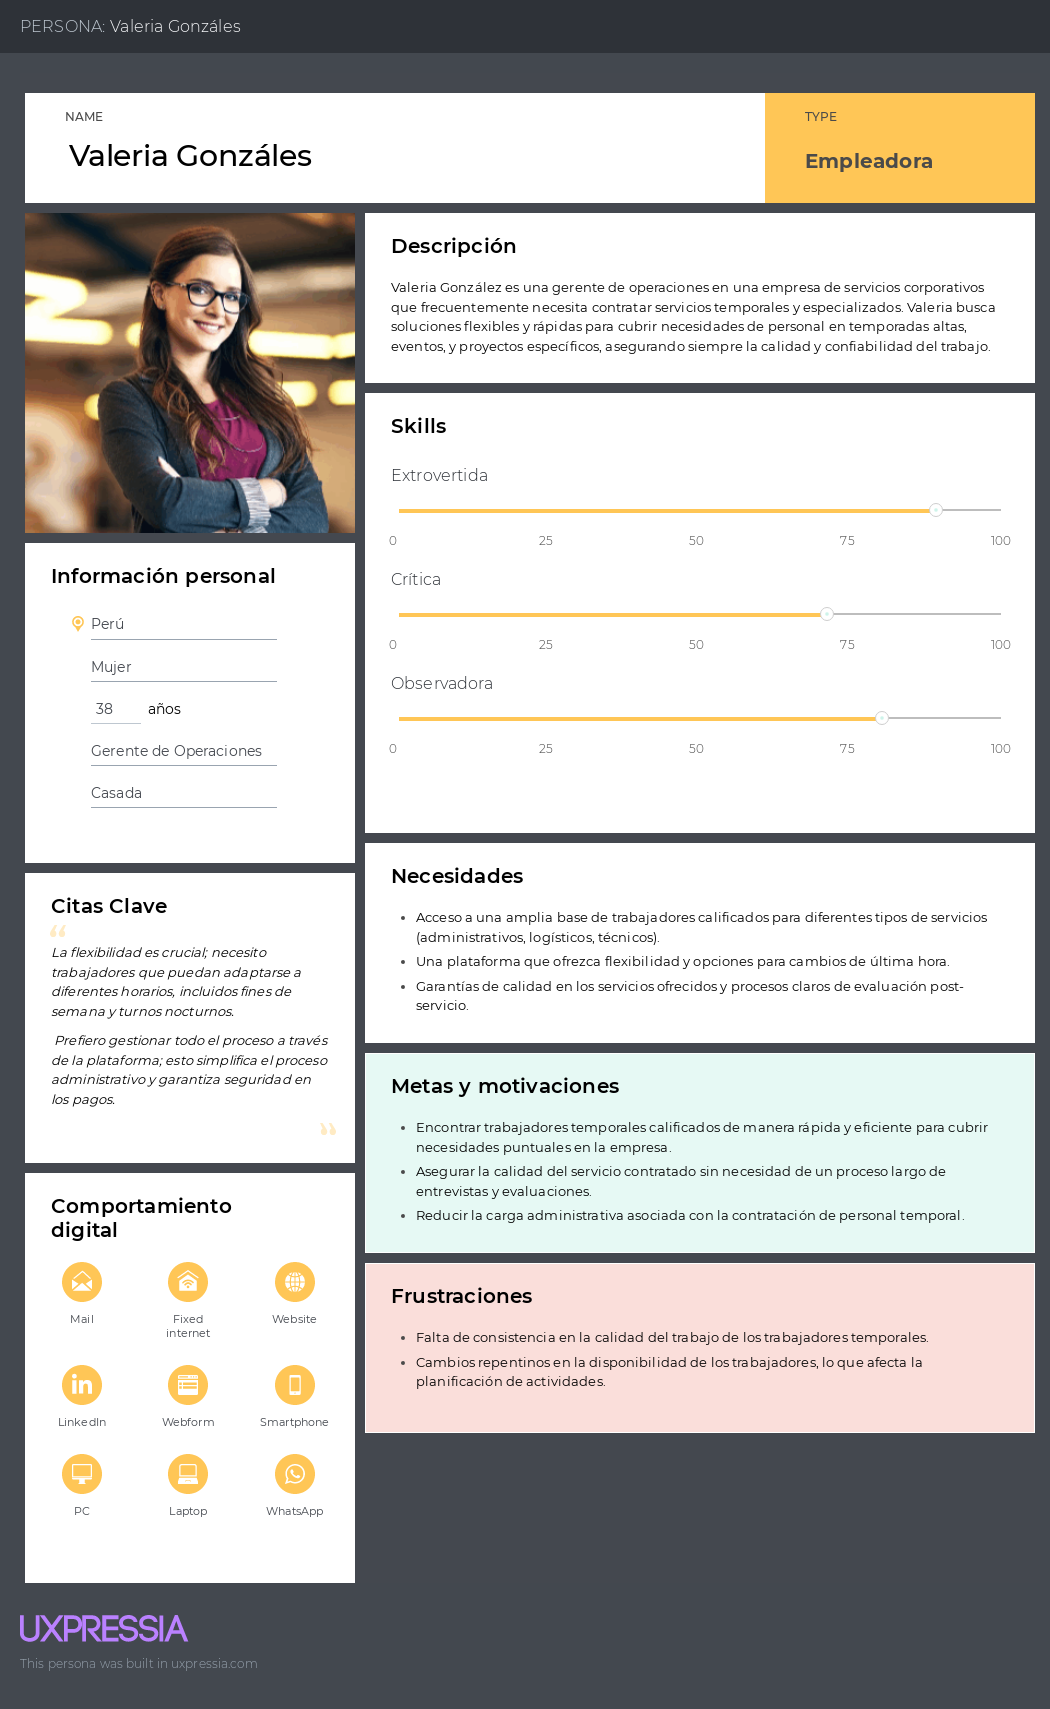 PERSONA: Valeria Gonzáles
NAME
Valeria Gonzáles
TYPE
Empleadora
Descripción
Valeria González es una gerente de operaciones en una empresa de servicios corporativos
que frecuentemente necesita contratar servicios temporales y especializados. Valeria busca
soluciones flexibles y rápidas para cubrir necesidades de personal en temporadas altas,
eventos, y proyectos específicos, asegurando siempre la calidad y confiabilidad del trabajo.
Skills
Extrovertida
0 25 50 75 100
Crítica
0 25 50 75 100
Observadora
0 25 50 75 100
Información personal
Perú
Mujer
38 años
Gerente de Operaciones
Casada
Citas Clave
“
La flexibilidad es crucial; necesito
trabajadores que puedan adaptarse a
diferentes horarios, incluidos fines de
semana y turnos nocturnos.
Prefiero gestionar todo el proceso a través
de la plataforma; esto simplifica el proceso
administrativo y garantiza seguridad en
los pagos.
”
Comportamiento
digital
Mail
Fixed
internet
Website
LinkedIn
Webform
Smartphone
PC
Laptop
WhatsApp
Necesidades
• Acceso a una amplia base de trabajadores calificados para diferentes tipos de servicios
(administrativos, logísticos, técnicos).
• Una plataforma que ofrezca flexibilidad y opciones para cambios de última hora.
• Garantías de calidad en los servicios ofrecidos y procesos claros de evaluación post-
servicio.
Metas y motivaciones
• Encontrar trabajadores temporales calificados de manera rápida y eficiente para cubrir
necesidades puntuales en la empresa.
• Asegurar la calidad del servicio contratado sin necesidad de un proceso largo de
entrevistas y evaluaciones.
• Reducir la carga administrativa asociada con la contratación de personal temporal.
Frustraciones
• Falta de consistencia en la calidad del trabajo de los trabajadores temporales.
• Cambios repentinos en la disponibilidad de los trabajadores, lo que afecta la
planificación de actividades.
UXPRESSIA
This persona was built in uxpressia.com